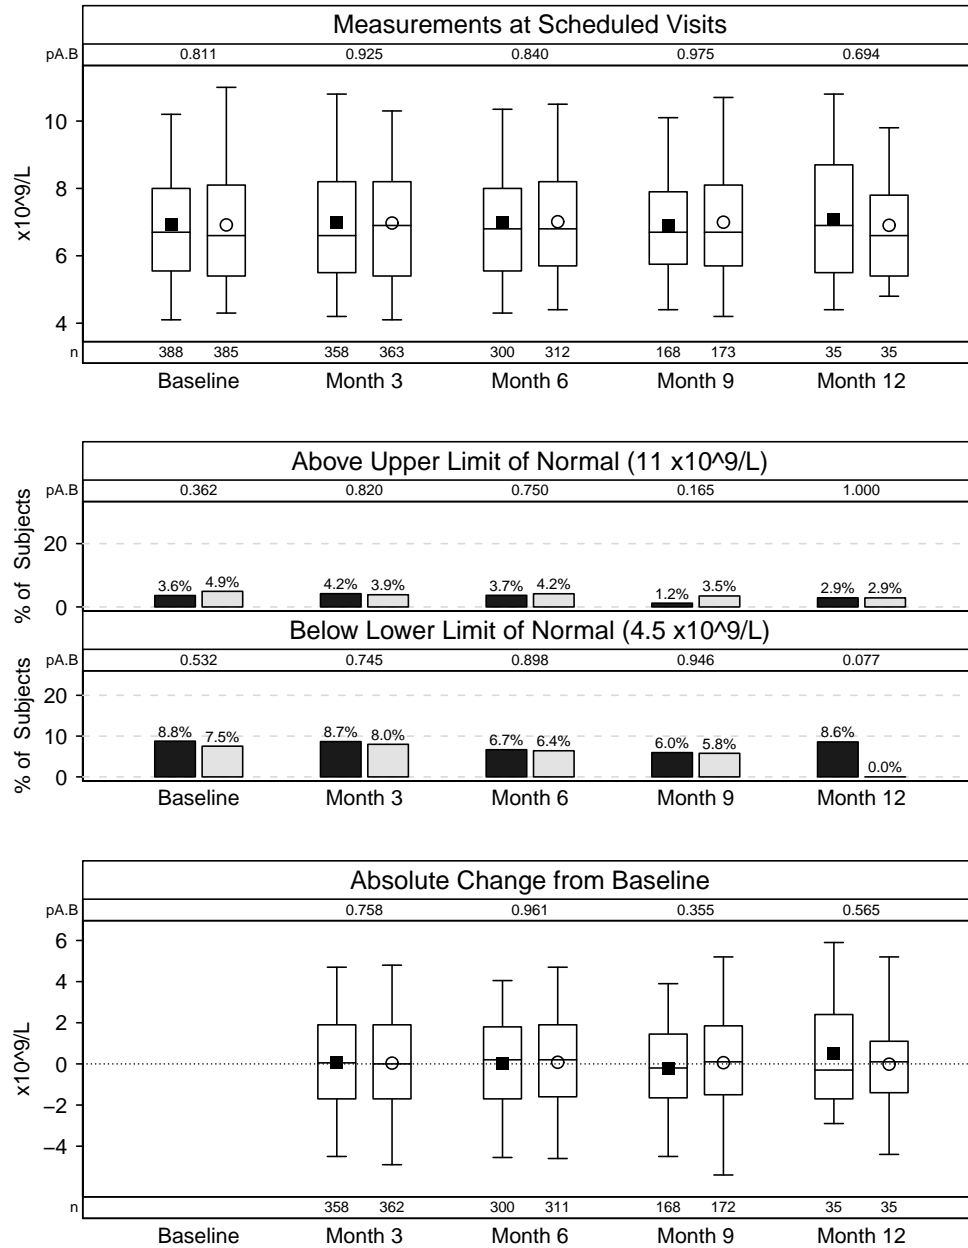 Measurements at Scheduled Visits
pA.B 0.811 0.925 0.840 0.975 0.694
10
8
6
4
x10^9/L
n 388 385 358 363 300 312 168 173 35 35
Baseline Month 3 Month 6 Month 9 Month 12
Above Upper Limit of Normal (11 x10^9/L)
pA.B 0.362 0.820 0.750 0.165 1.000
20
0
% of Subjects
3.6% 4.9% 4.2% 3.9% 3.7% 4.2% 1.2% 3.5% 2.9% 2.9%
Below Lower Limit of Normal (4.5 x10^9/L)
pA.B 0.532 0.745 0.898 0.946 0.077
20
10
0
% of Subjects
8.8% 7.5% 8.7% 8.0% 6.7% 6.4% 6.0% 5.8% 8.6% 0.0%
Baseline Month 3 Month 6 Month 9 Month 12
Absolute Change from Baseline
pA.B 0.758 0.961 0.355 0.565
6
4
2
0
−2
−4
x10^9/L
n 358 362 300 311 168 172 35 35
Baseline Month 3 Month 6 Month 9 Month 12